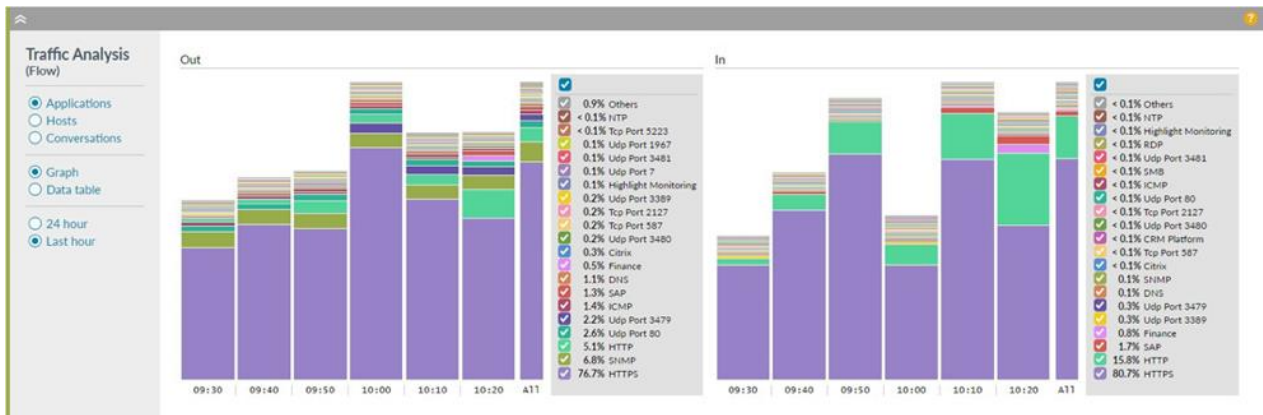 ?
Traffic Analysis
(Flow)
Applications
Hosts
Conversations
Graph
Data table
24 hour
Last hour
Out
0.9% Others
< 0.1% NTP
< 0.1% Tcp Port 5223
0.1% Udp Port 1967
0.1% Udp Port 3481
0.1% Udp Port 7
0.1% Highlight Monitoring
0.2% Udp Port 3389
0.2% Tcp Port 2127
0.2% Tcp Port 587
0.2% Udp Port 3480
0.3% Citrix
0.5% Finance
1.1% DNS
1.3% SAP
1.4% ICMP
2.2% Udp Port 3479
2.6% Udp Port 80
5.1% HTTP
6.8% SNMP
76.7% HTTPS
09:30 09:40 09:50 10:00 10:10 10:20 All
In
< 0.1% Others
< 0.1% NTP
< 0.1% Highlight Monitoring
< 0.1% RDP
< 0.1% Udp Port 3481
< 0.1% SMB
< 0.1% ICMP
< 0.1% Udp Port 80
< 0.1% Tcp Port 2127
< 0.1% Udp Port 3480
< 0.1% CRM Platform
< 0.1% Tcp Port 587
< 0.1% Citrix
0.1% SNMP
0.1% DNS
0.3% Udp Port 3479
0.3% Udp Port 3389
0.8% Finance
1.7% SAP
15.8% HTTP
80.7% HTTPS
09:30 09:40 09:50 10:00 10:10 10:20 All